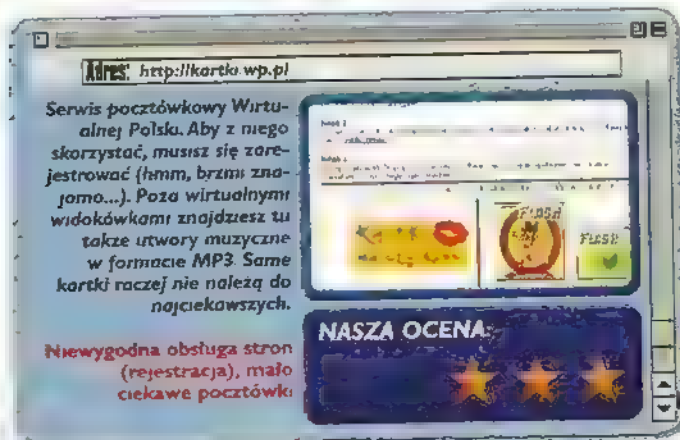 Adres: http://kartki.wp.pl
Serwis pocztówkowy Wirtu-
alnej Polski. Aby z niego
skorzystać, musisz się zare-
jestrować (hmm, brzmi zna-
jomo...). Poza wirtualnymi
widokówkami znajdziesz tu
także utwory muzyczne
w formacie MP3. Same
kartki raczej nie należą do
najciekawszych.
Niewygodna obsługa stron
(rejestracja), mało
ciekawe pocztówki
FLASH
FLASH
NASZA OCENA: